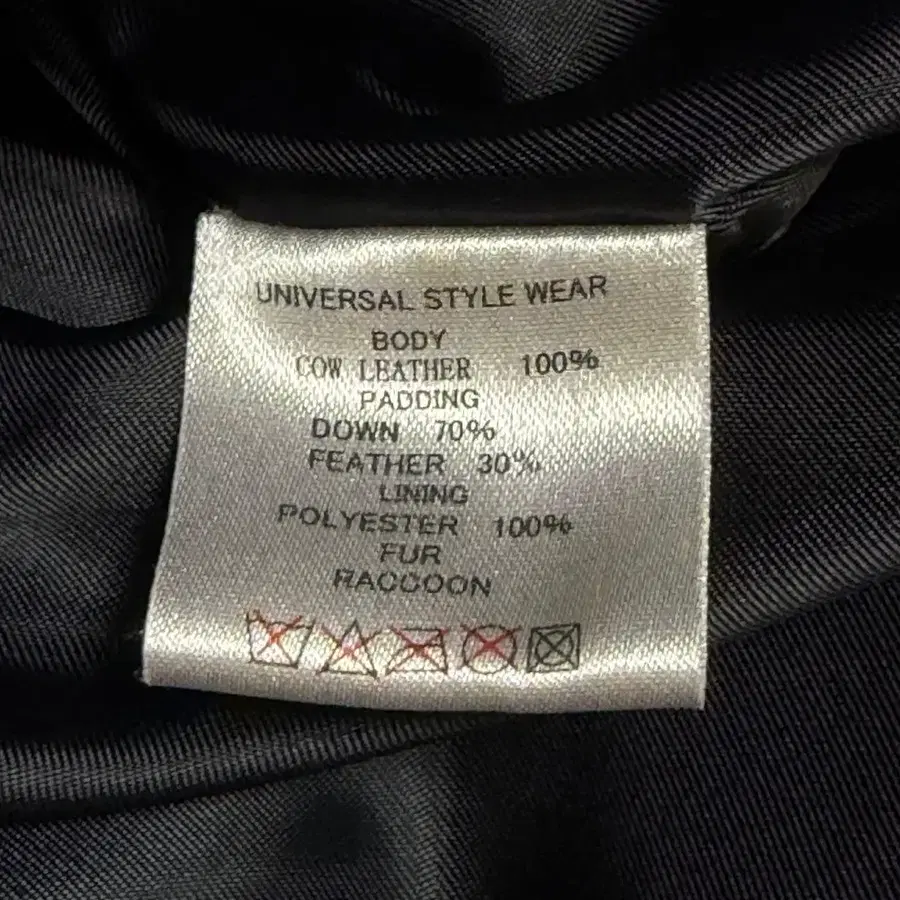 UNIVERSAL STYLE WEAR
BODY
COW LEATHER 100%
PADDING
DOWN 70%
FEATHER 30%
LINING
POLYESTER 100%
FUR
RACCOON